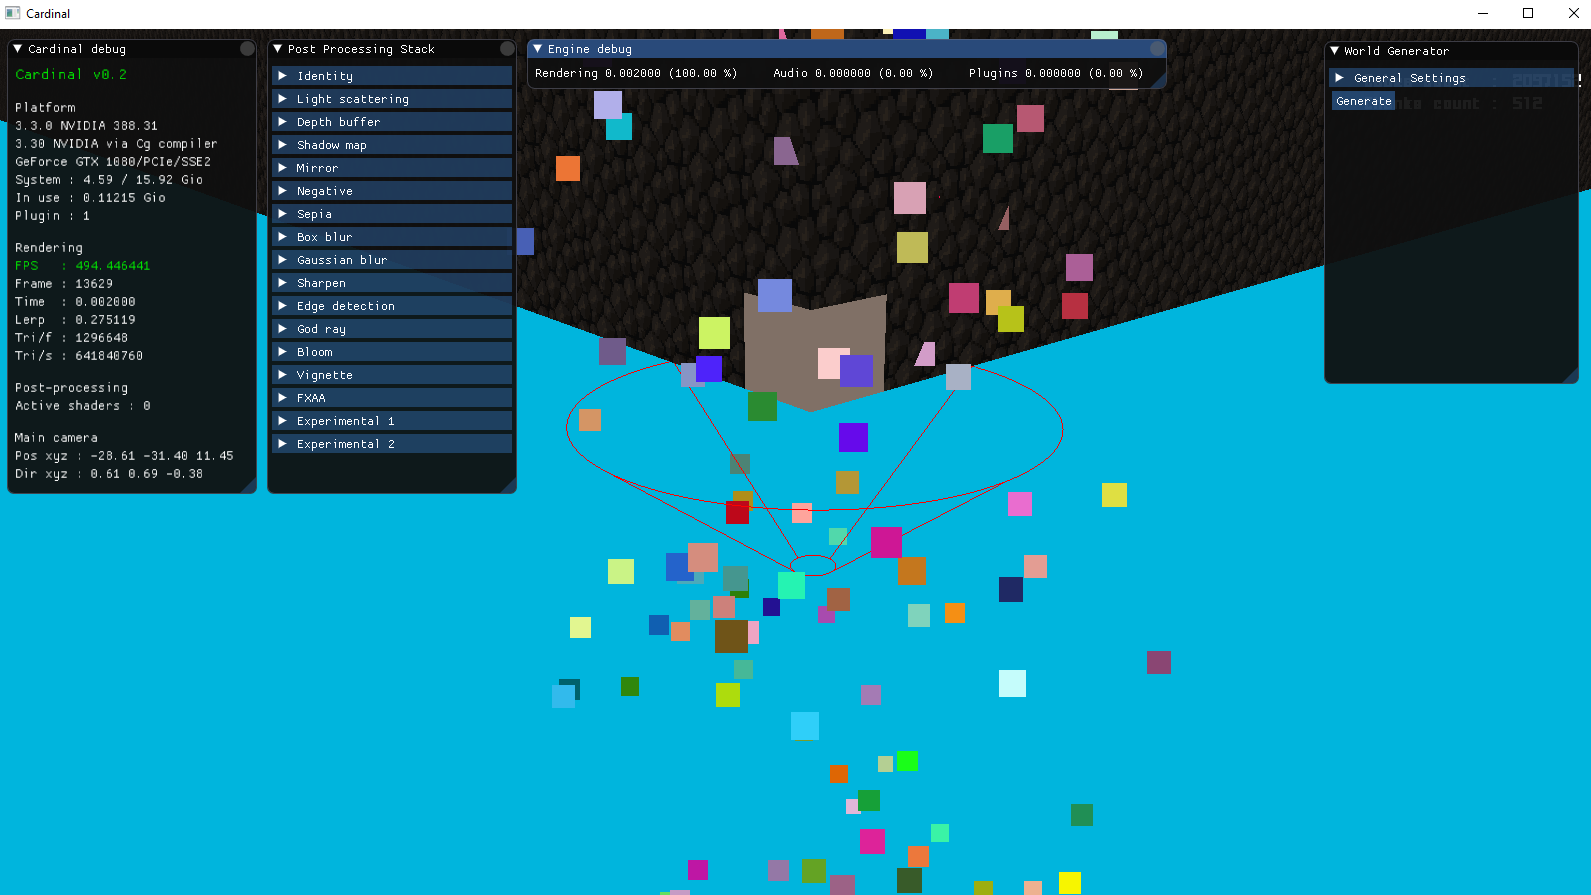 Cardinal
Cardinal debug
Cardinal v0.2
Platform
3.3.0 NVIDIA 388.31
3.30 NVIDIA via Cg compiler
GeForce GTX 1080/PCIe/SSE2
System : 4.59 / 15.92 Gio
In use : 0.11215 Gio
Plugin : 1
Rendering
FPS : 494.446441
Frame : 13629
Time : 0.002000
Lerp : 0.275119
Tri/f : 1296648
Tri/s : 641840760
Post-processing
Active shaders : 0
Main camera
Pos xyz : -28.61 -31.40 11.45
Dir xyz : 0.61 0.69 -0.38
Post Processing Stack
Identity
Light scattering
Depth buffer
Shadow map
Mirror
Negative
Sepia
Box blur
Gaussian blur
Sharpen
Edge detection
God ray
Bloom
Vignette
FXAA
Experimental 1
Experimental 2
Engine debug
Rendering 0.002000 (100.00 %) Audio 0.000000 (0.00 %) Plugins 0.000000 (0.00 %)
World Generator
General Settings
Generate
count : 512